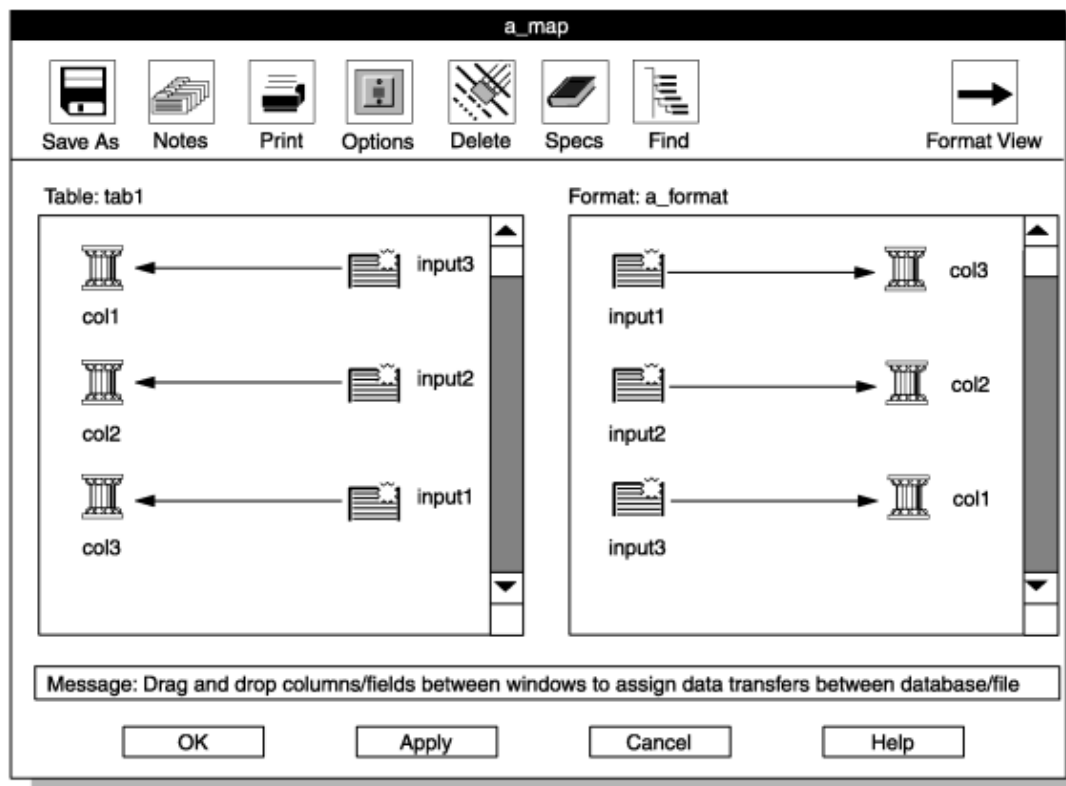 a_map
Save As Notes Print Options Delete Specs Find Format View
Table: tab1
Format: a_format
input3
col1
input2
col2
input1
col3
col3
input1
col2
input2
col1
input3
Message: Drag and drop columns/fields between windows to assign data transfers between database/file
OK Apply Cancel Help